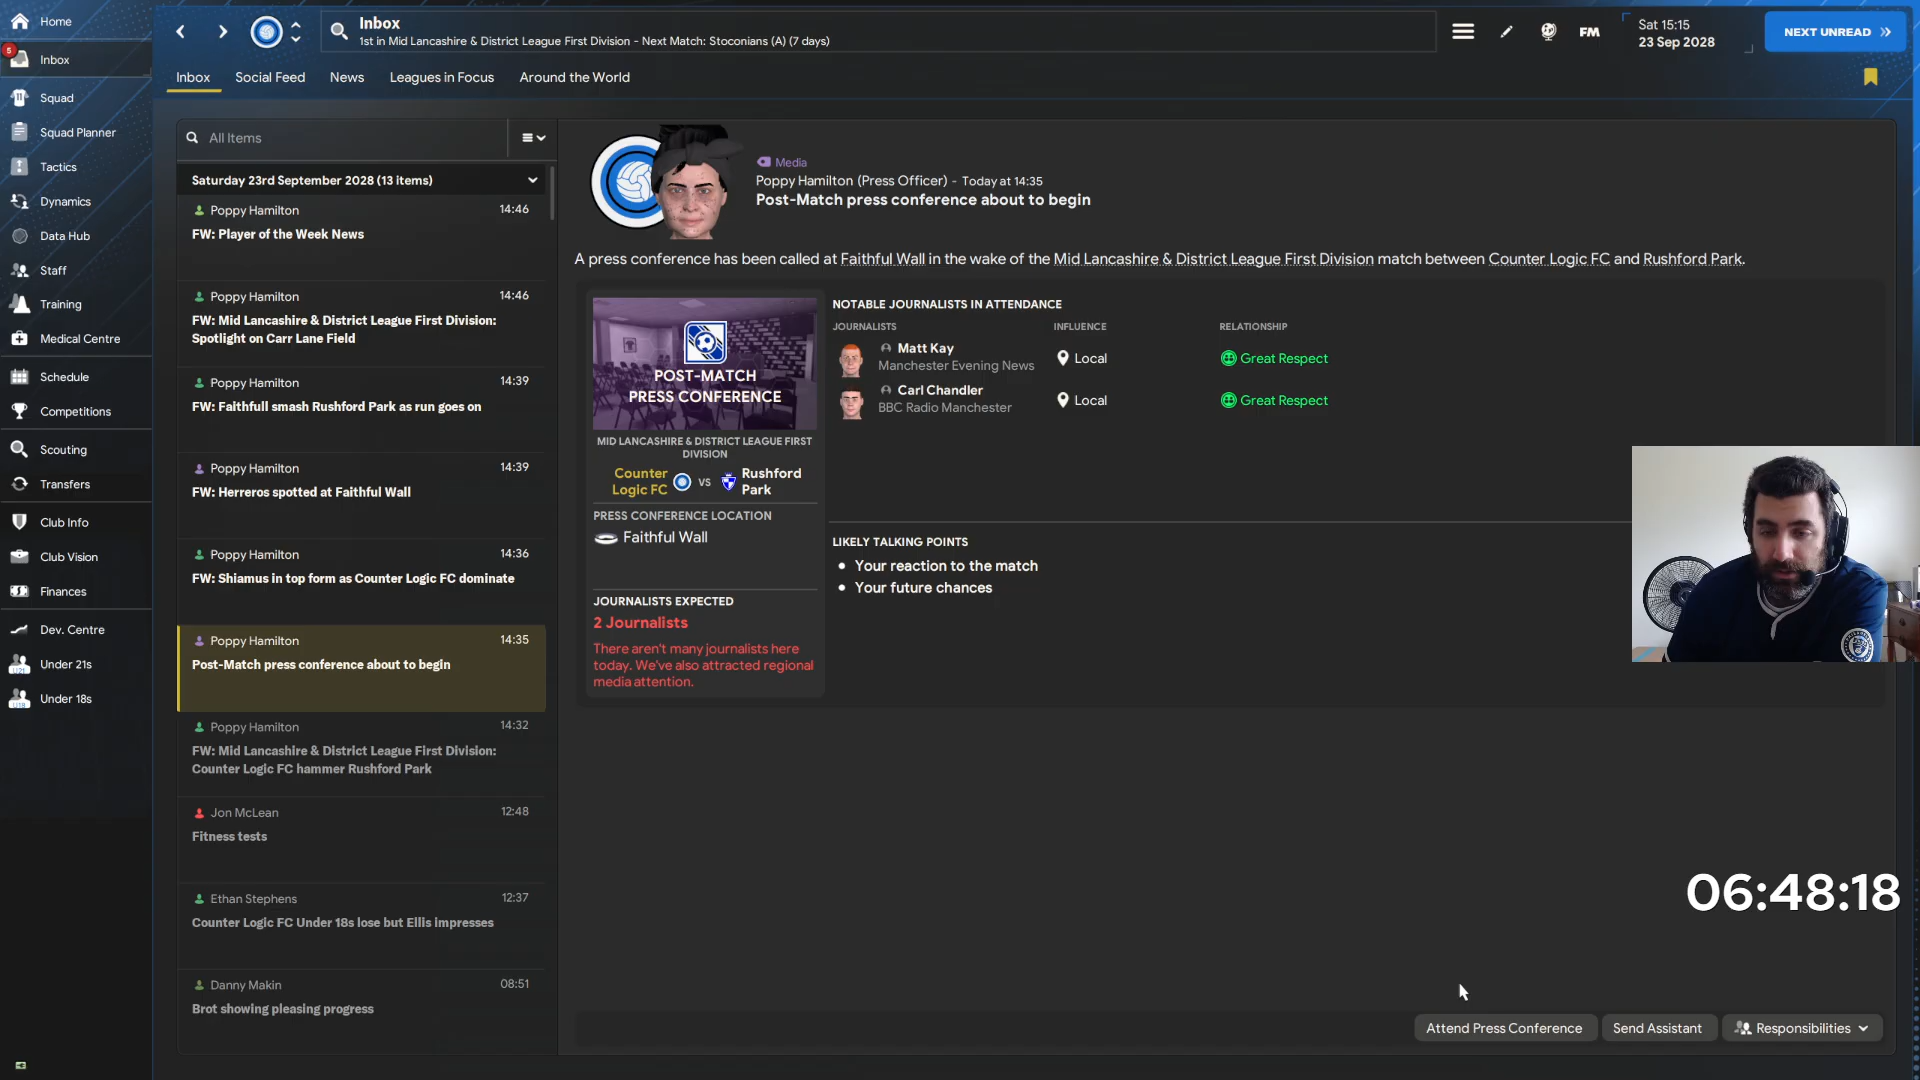 Home
5
Inbox
Squad
Squad Planner
Tactics
Dynamics
Data Hub
Staff
Training
Medical Centre
Schedule
Competitions
Scouting
Transfers
Club Info
Club Vision
Finances
Dev. Centre
Under 21s
Under 18s
Inbox
1st in Mid Lancashire & District League First Division - Next Match: Stoconians (A) (7 days)
FM
Sat 15:15
23 Sep 2028
NEXT UNREAD
Inbox
Social Feed
News
Leagues in Focus
Around the World
All Items
Saturday 23rd September 2028 (13 items)
Poppy Hamilton 14:46
FW: Player of the Week News
Poppy Hamilton 14:46
FW: Mid Lancashire & District League First Division:
Spotlight on Carr Lane Field
Poppy Hamilton 14:39
FW: Faithfull smash Rushford Park as run goes on
Poppy Hamilton 14:39
FW: Herreros spotted at Faithful Wall
Poppy Hamilton 14:36
FW: Shiamus in top form as Counter Logic FC dominate
Poppy Hamilton 14:35
Post-Match press conference about to begin
Poppy Hamilton 14:32
FW: Mid Lancashire & District League First Division:
Counter Logic FC hammer Rushford Park
Jon McLean 12:48
Fitness tests
Ethan Stephens 12:37
Counter Logic FC Under 18s lose but Ellis impresses
Danny Makin 08:51
Brot showing pleasing progress
Media
Poppy Hamilton (Press Officer) - Today at 14:35
Post-Match press conference about to begin
A press conference has been called at Faithful Wall in the wake of the Mid Lancashire & District League First Division match between Counter Logic FC and Rushford Park.
POST-MATCH
PRESS CONFERENCE
MID LANCASHIRE & DISTRICT LEAGUE FIRST
DIVISION
Counter Logic FC vs Rushford Park
PRESS CONFERENCE LOCATION
Faithful Wall
JOURNALISTS EXPECTED
2 Journalists
There aren't many journalists here
today. We've also attracted regional
media attention.
NOTABLE JOURNALISTS IN ATTENDANCE
JOURNALISTS INFLUENCE RELATIONSHIP
Matt Kay
Manchester Evening News
Local
Great Respect
Carl Chandler
BBC Radio Manchester
Local
Great Respect
LIKELY TALKING POINTS
• Your reaction to the match
• Your future chances
06:48:18
Attend Press Conference
Send Assistant
Responsibilities